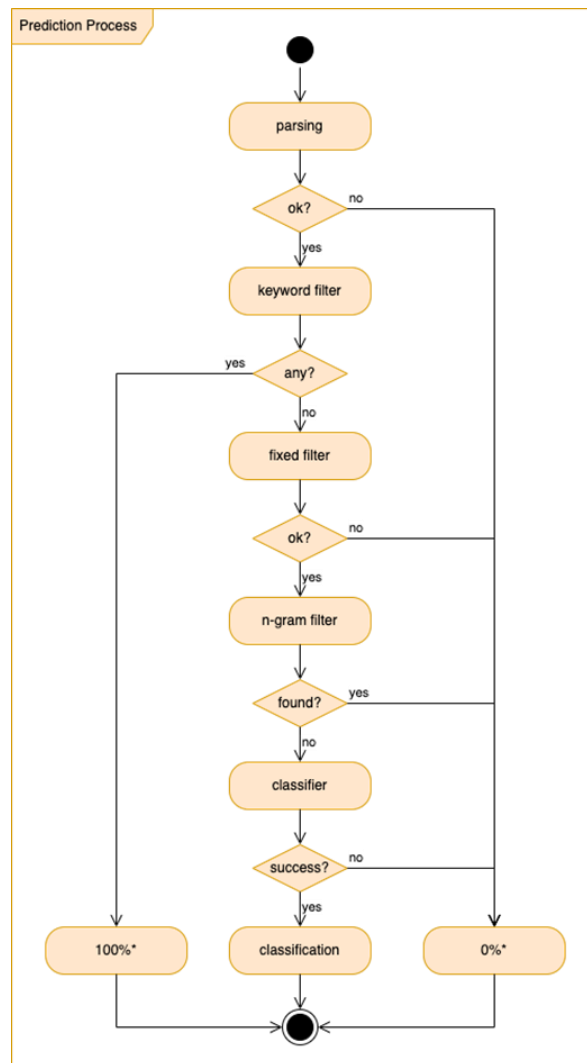 Prediction Process
parsing
ok?
no
yes
keyword filter
yes
any?
no
fixed filter
ok?
no
yes
n-gram filter
found?
yes
no
classifier
success?
no
yes
100%*
classification
0%*